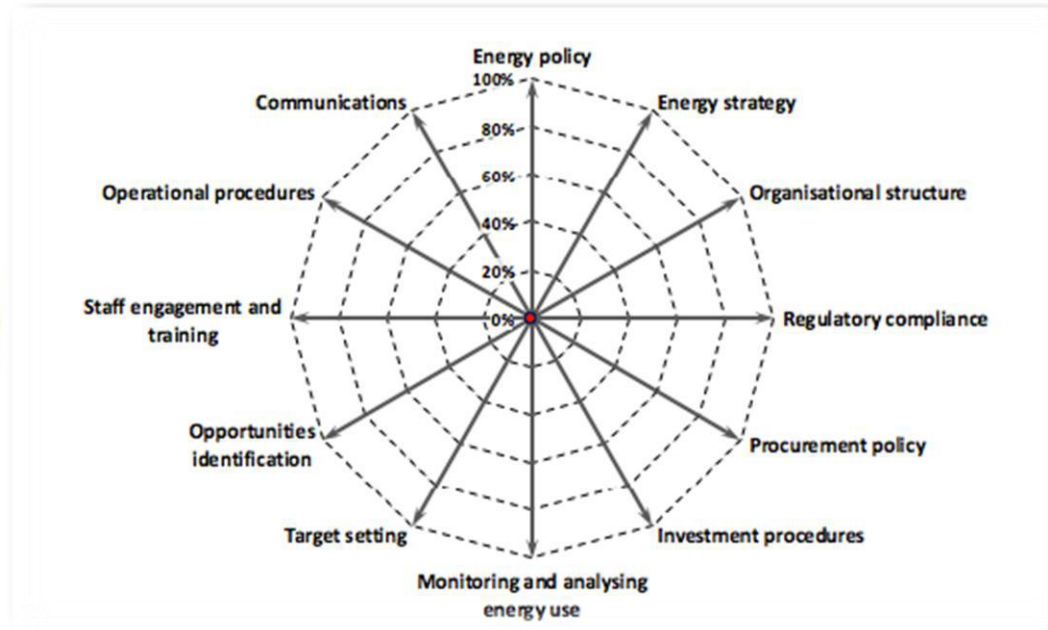 Energy policy
100%
Communications
Energy strategy
80%
60%
Operational procedures
Organisational structure
40%
20%
Staff engagement and
training
0%
Regulatory compliance
Opportunities
identification
Procurement policy
Target setting
Investment procedures
Monitoring and analysing
energy use